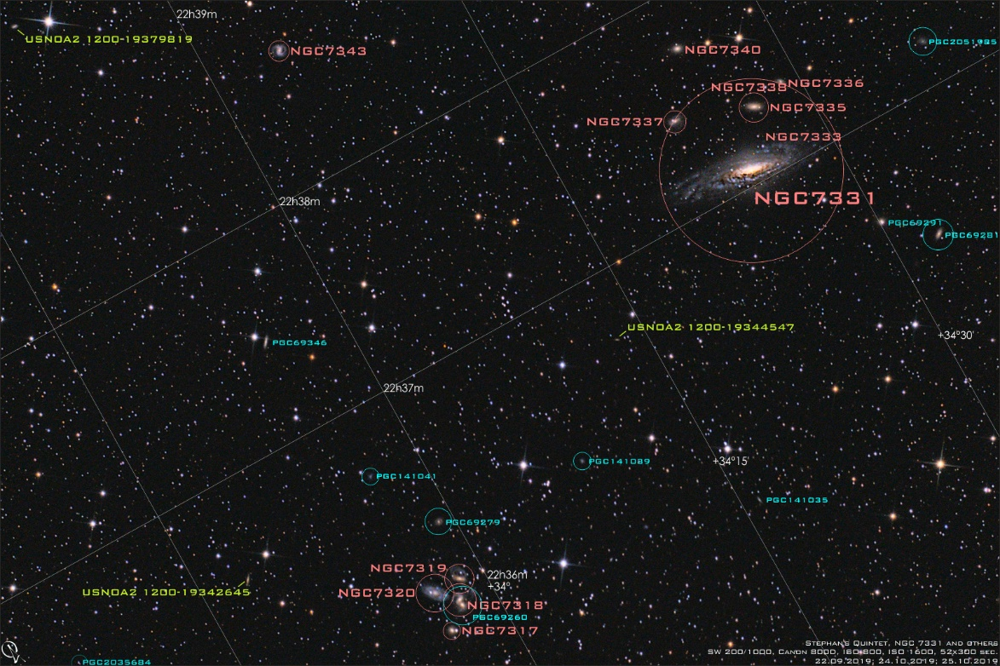 22h39m
USNOA2 1200-19379819
NGC7343
NGC7340
PGC2051985
NGC7338
NGC7336
NGC7335
NGC7337
NGC7333
NGC7331
22h38m
PGC69291
PGC69281
USNOA2 1200-19344547
+34°30'
PGC69346
22h37m
+34°15'
PGC141089
PGC141041
PGC141035
PGC69279
NGC7319
22h36m
+34°
USNOA2 1200-19342645
NGC7320
NGC7318
PGC69260
NGC7317
STEPHAN'S QUINTET, NGC 7331 AND OTHERS
SW 200/1000, CANON 800D, ISO800, ISO 1600, 52X300 SEC
22.09.2019; 24.10.2019; 25.10.20
PGC2035684